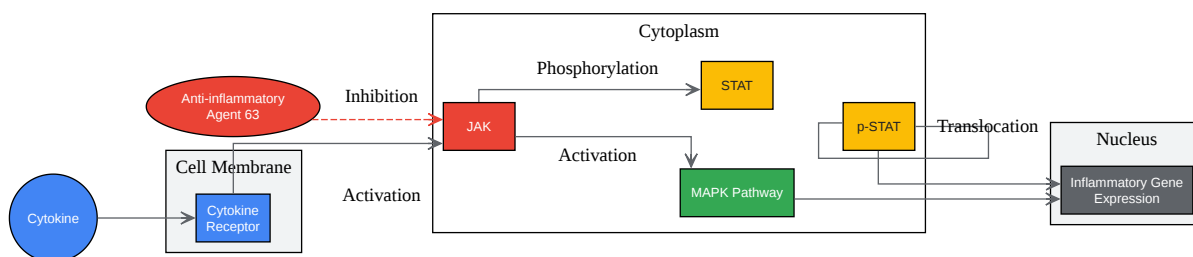 Cytoplasm
Phosphorylation
STAT
Anti-inflammatory
Agent 63
Inhibition
JAK
p-STAT
Translocation
Nucleus
Activation
Cell Membrane
Activation
MAPK Pathway
Inflammatory Gene
Expression
Cytokine
Cytokine
Receptor